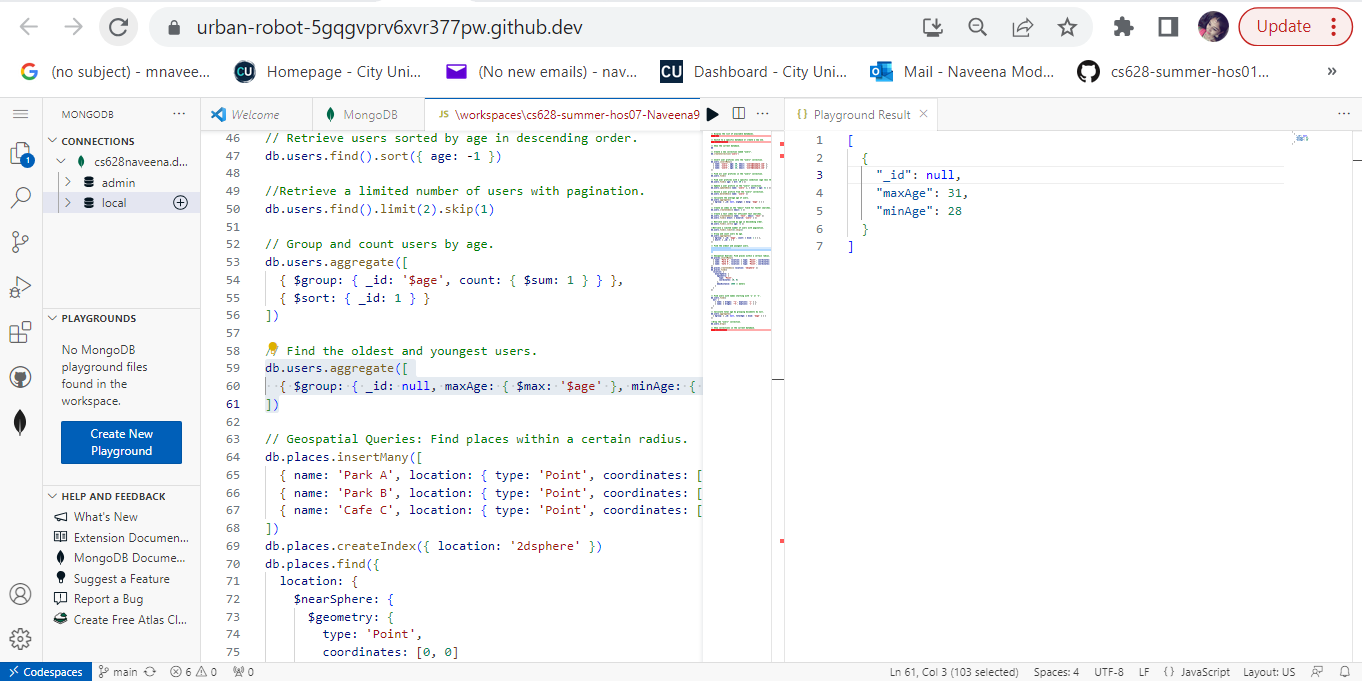 urban-robot-5gqgvprv6xvr377pw.github.dev
Update
(no subject) - mnavee...
CU
Homepage - City Uni...
(No new emails) - nav...
CU
Dashboard - City Un...
Mail - Naveena Mod...
cs628-summer-hos01...
»
MONGODB
...
Welcome
MongoDB
JS \workspaces\cs628-summer-hos07-Naveena9
...
{} Playground Result ×
...
CONNECTIONS
cs628naveena.d...
admin
local
1
PLAYGROUNDS
No MongoDB
playground files
found in the
workspace.
Create New
Playground
HELP AND FEEDBACK
What's New
Extension Documen...
MongoDB Docume...
Suggest a Feature
Report a Bug
Create Free Atlas Cl...
46 // Retrieve users sorted by age in descending order.
47 db.users.find().sort({ age: -1 })
48
49 //Retrieve a limited number of users with pagination.
50 db.users.find().limit(2).skip(1)
51
52 // Group and count users by age.
53 db.users.aggregate([
54 { $group: { _id: '$age', count: { $sum: 1 } } },
55 { $sort: { _id: 1 } }
56 ])
57
58 // Find the oldest and youngest users.
59 db.users.aggregate([
60 { $group: { _id: null, maxAge: { $max: '$age' }, minAge: {
61 ])
62
63 // Geospatial Queries: Find places within a certain radius.
64 db.places.insertMany([
65 { name: 'Park A', location: { type: 'Point', coordinates: [
66 { name: 'Park B', location: { type: 'Point', coordinates: [
67 { name: 'Cafe C', location: { type: 'Point', coordinates: [
68 ])
69 db.places.createIndex({ location: '2dsphere' })
70 db.places.find({
71 location: {
72 $nearSphere: {
73 $geometry: {
74 type: 'Point',
75 coordinates: [0, 0]
1 [
2 {
3 "_id": null,
4 "maxAge": 31,
5 "minAge": 28
6 }
7 ]
Codespaces
main
6
0
0
Ln 61, Col 3 (103 selected)
Spaces: 4
UTF-8
LF
{} JavaScript
Layout: US